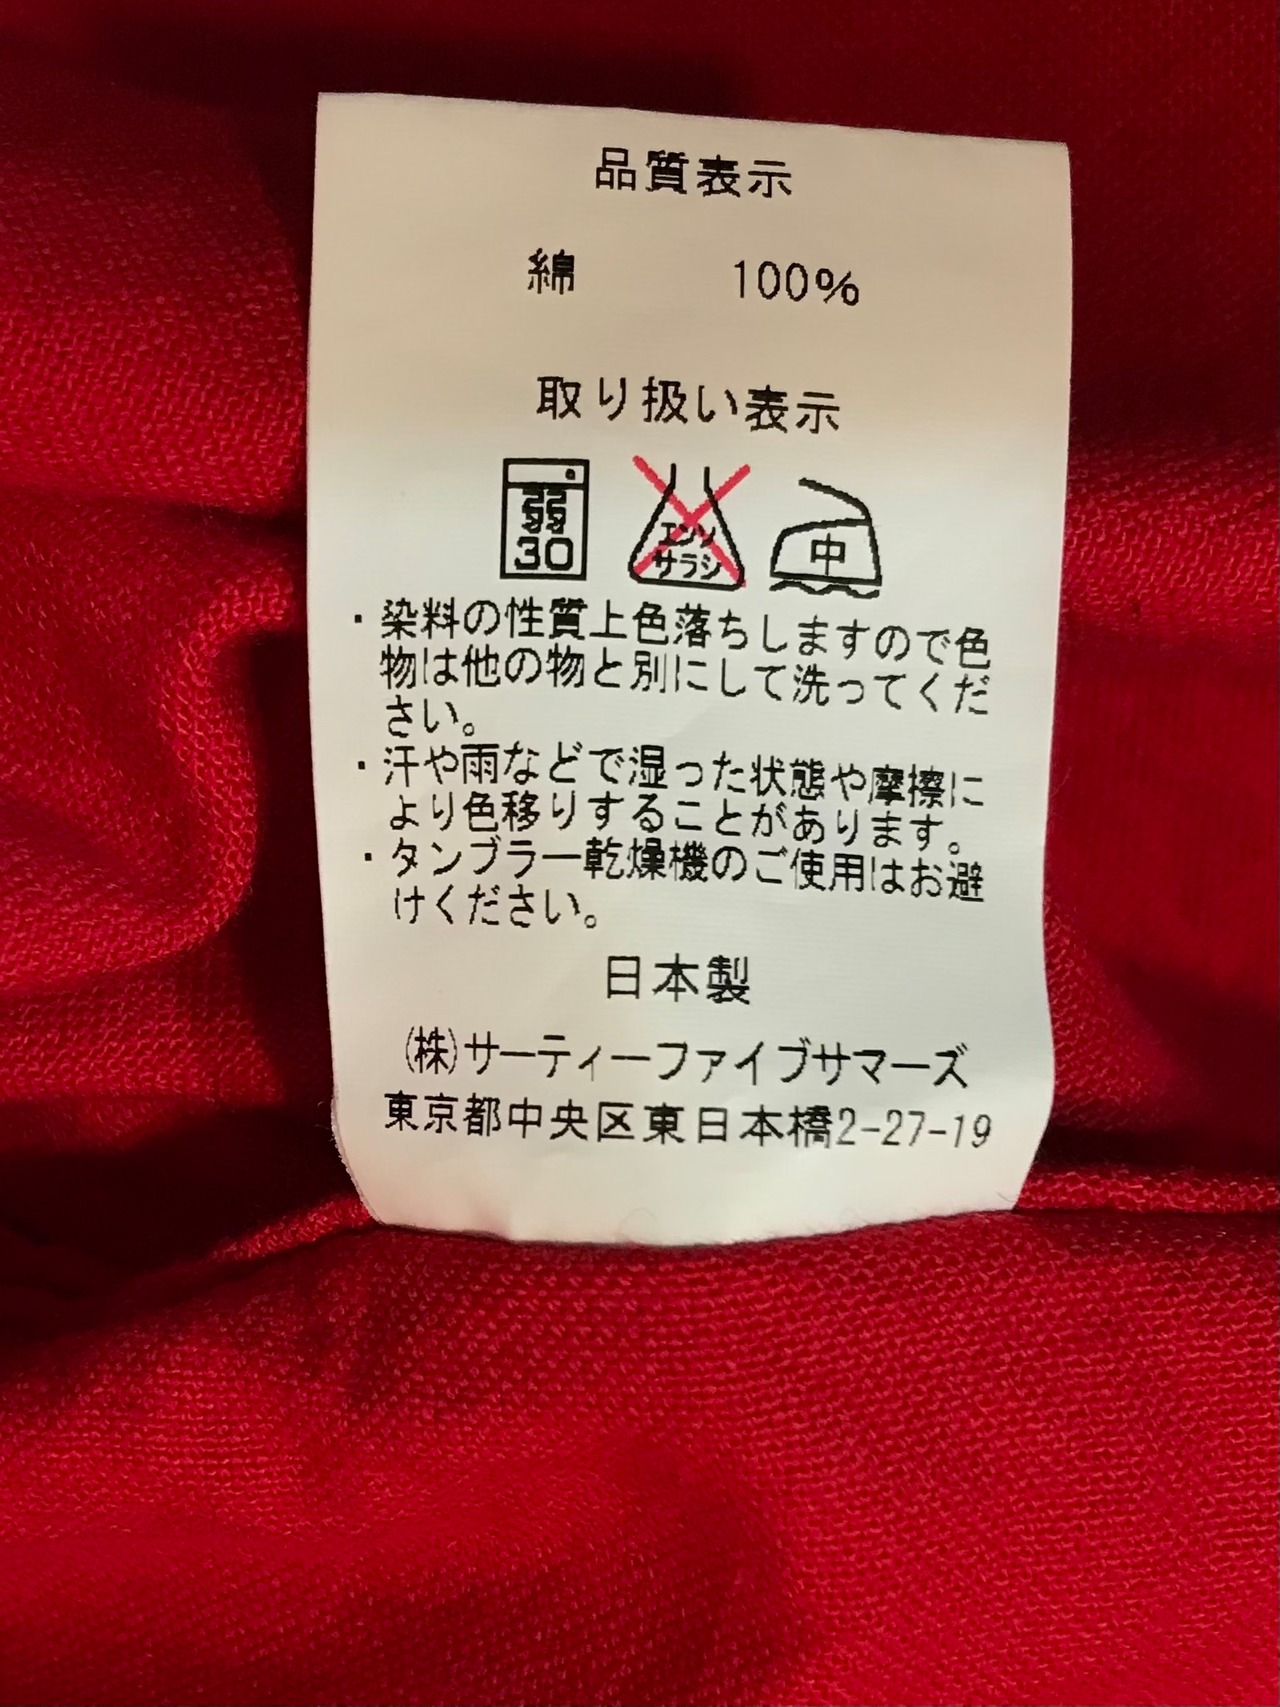 品質表示
綿 100%
取り扱い表示
弱
30
エンソ
サラシ
中
・染料の性質上色落ちしますので色
物は他の物と別にして洗ってくだ
さい。
・汗や雨などで湿った状態や摩擦に
より色移りすることがあります。
・タンブラー乾燥機のご使用はお避
けください。
日本製
(株)サーティーファイブサマーズ
東京都中央区東日本橋2-27-19